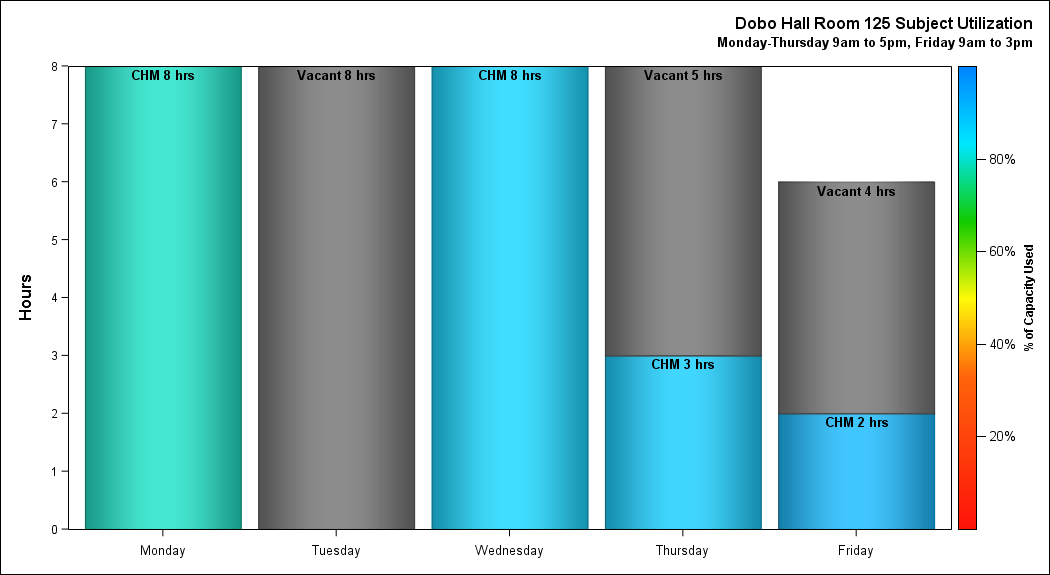 Dobo Hall Room 125 Subject Utilization
Monday-Thursday 9am to 5pm, Friday 9am to 3pm
CHM 8 hrs
Vacant 8 hrs
CHM 8 hrs
Vacant 5 hrs
CHM 3 hrs
Vacant 4 hrs
CHM 2 hrs
Hours
8
7
6
5
4
3
2
1
0
Monday
Tuesday
Wednesday
Thursday
Friday
80%
60%
40%
20%
% of Capacity Used